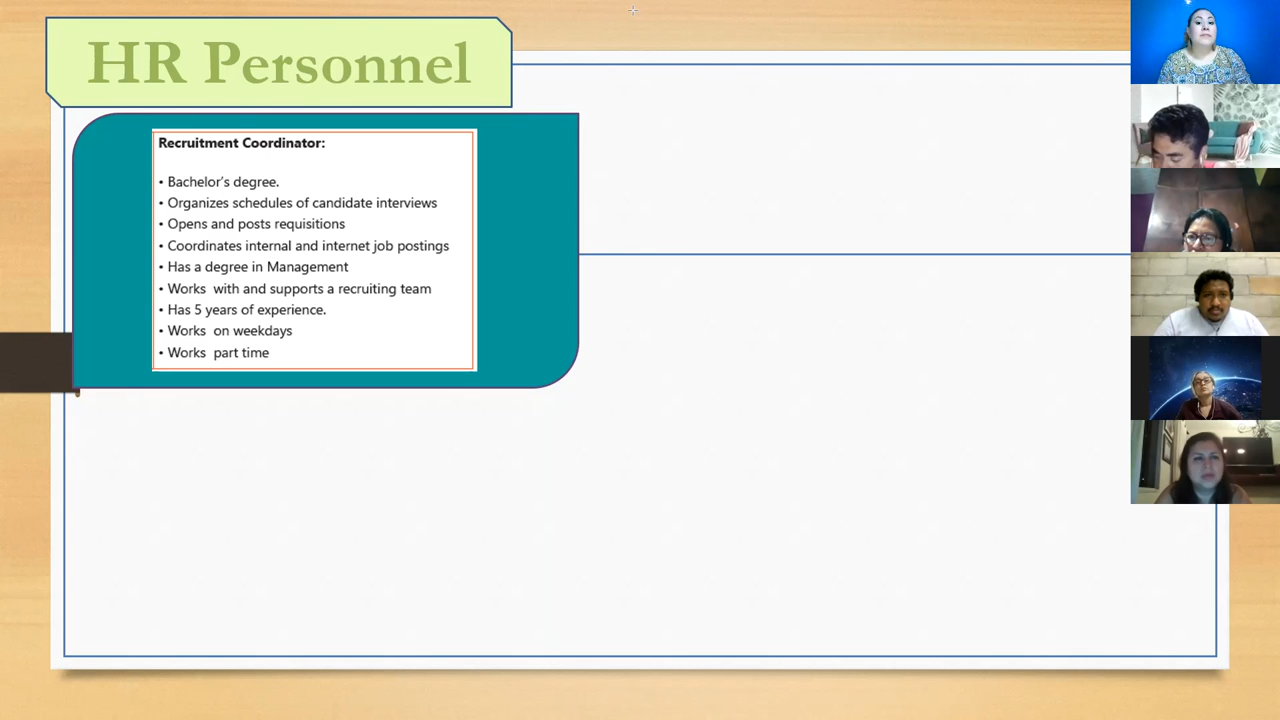 HR Personnel
Recruitment Coordinator:
• Bachelor's degree.
• Organizes schedules of candidate interviews
• Opens and posts requisitions
• Coordinates internal and internet job postings
• Has a degree in Management
• Works with and supports a recruiting team
• Has 5 years of experience.
• Works on weekdays
• Works part time